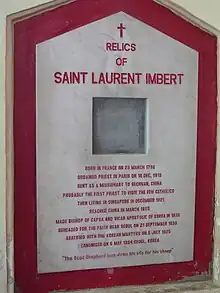 RELICS
OF
SAINT LAURENT IMBERT
BORN IN FRANCE ON 23 MARCH 1796
ORDAINED PRIEST IN PARIS ON 18 DEC, 1819
SENT AS A MISSIONARY TO SICHUAN, CHINA
PROBABLY THE FIRST PRIEST TO VISIT THE FEW CATHOLICS
THEN LIVING IN SINGAPORE IN DECEMBER 1821.
REACHED CHINA IN MARCH 1825
MADE BISHOP OF CAPSA AND VICAR APOSTOLIC OF KOREA IN 1836
BEHEADED FOR THE FAITH NEAR SEOUL ON 21 SEPTEMBER 1839
BEATIFIED WITH THE KOREAN MARTYRS ON 5 JULY 1925
CANONISED ON 6 MAY 1984 SEOUL, KOREA
"The Good Shepherd lays down his life for his sheep"